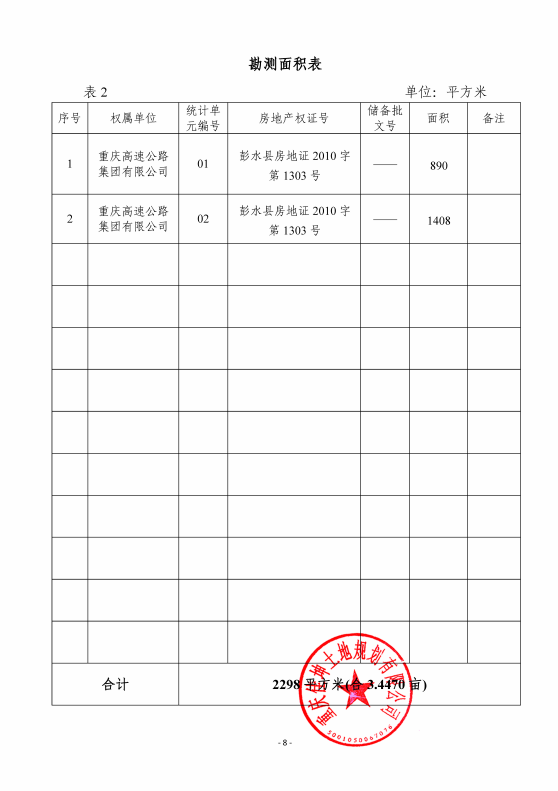 勘测面积表
表 2 单位：平方米
序号 权属单位 统计单元编号 房地产权证号 储备批文号 面积 备注
1 重庆高速公路集团有限公司 01 彭水县房地证 2010 字第 1303 号 —— 890
2 重庆高速公路集团有限公司 02 彭水县房地证 2010 字第 1303 号 —— 1408
合计 2298 平方米(合 3.4470 亩)
土地规划有限公司
5001050067076
- 8 -